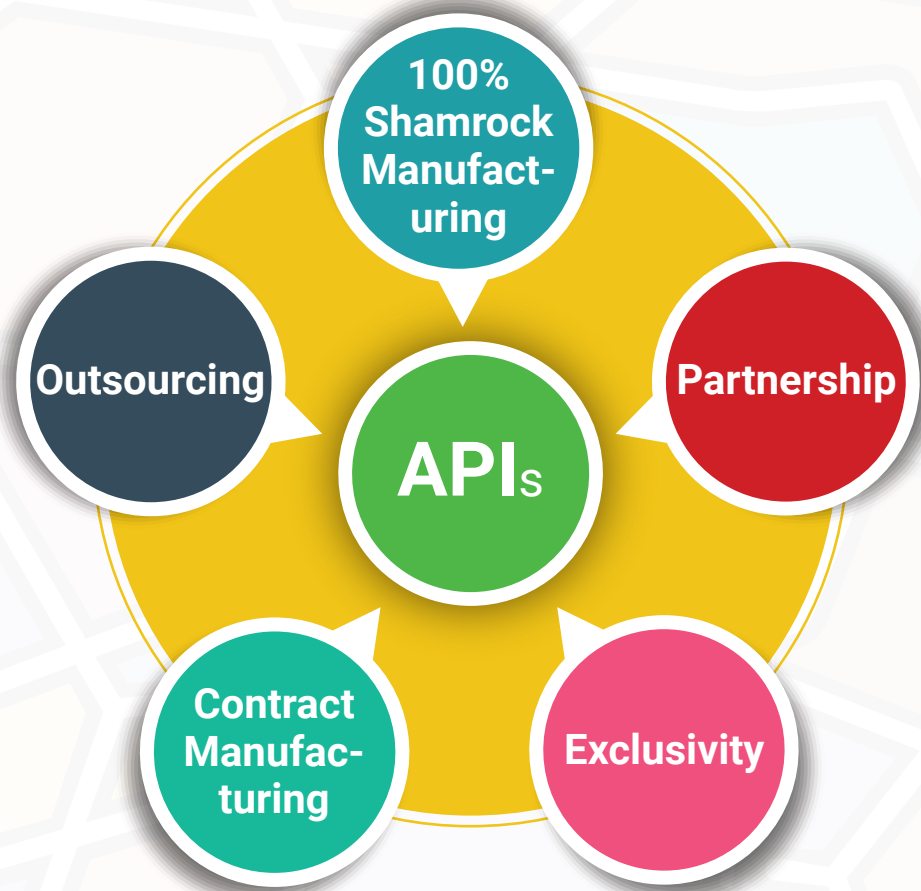 100%
Shamrock
Manufact-
uring
Outsourcing
Partnership
APIs
Contract
Manufac-
turing
Exclusivity